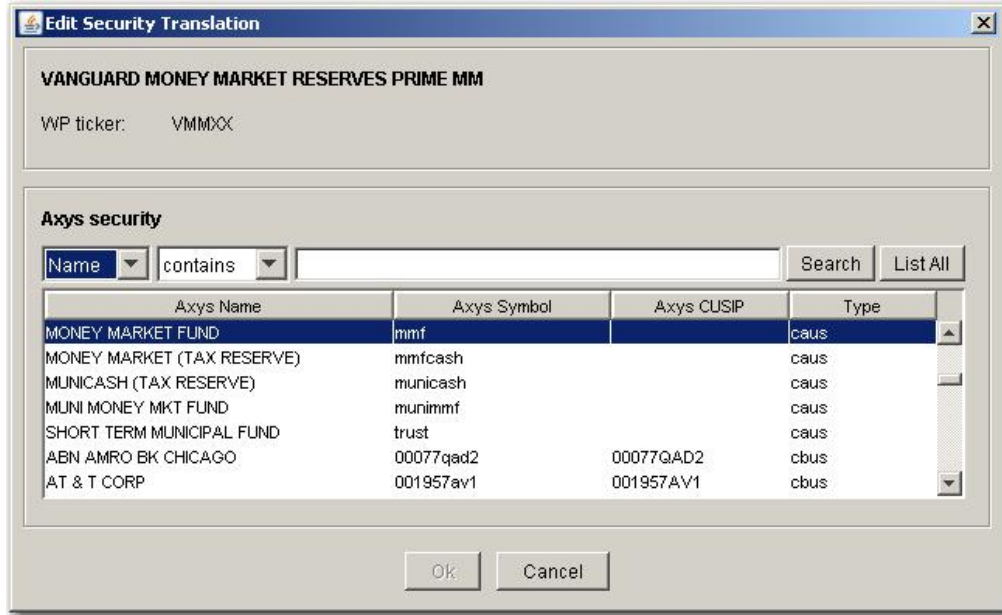 Edit Security Translation
VANGUARD MONEY MARKET RESERVES PRIME MM
WP ticker: VMMXX
Axys security
Name contains Search List All
Axys Name Axys Symbol Axys CUSIP Type
MONEY MARKET FUND mmf caus
MONEY MARKET (TAX RESERVE) mmfcash caus
MUNICASH (TAX RESERVE) municash caus
MUNI MONEY MKT FUND munimmf caus
SHORT TERM MUNICIPAL FUND trust caus
ABN AMRO BK CHICAGO 00077qad2 00077QAD2 cbus
AT & T CORP 001957av1 001957AV1 cbus
Ok Cancel